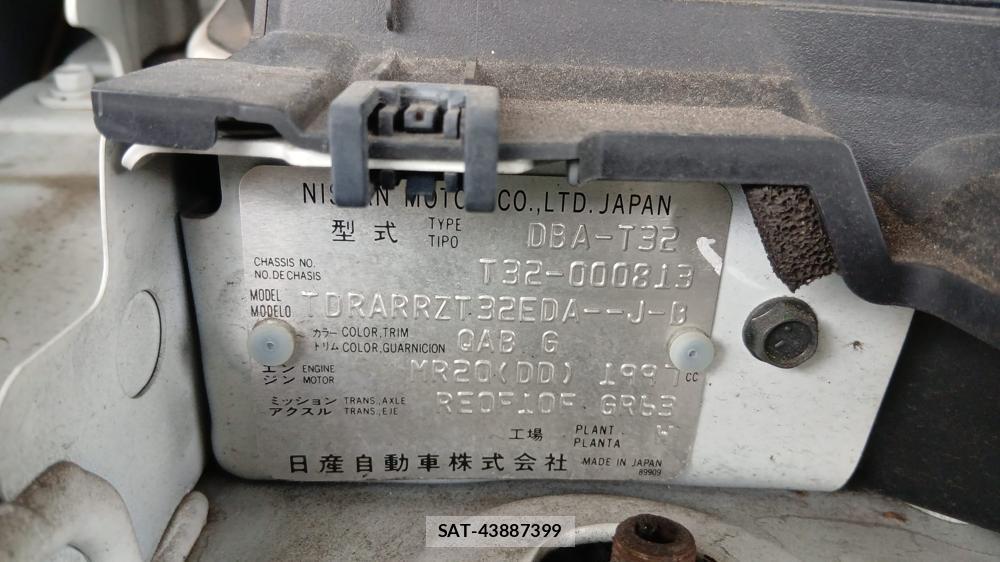 NISSAN MOTOR CO.,LTD. JAPAN
型式 TYPE TIPO DBA-T32
CHASSIS NO. NO. DE CHASIS T32-000813
MODEL MODELO TDRARRZT32EDA--J-B
カラー COLOR,TRIM
トリム COLOR,GUARNICION QAB G
エンジン ENGINE MOTOR MR20(DD) 1997 CC
ミッション TRANS.,AXLE
アクスル TRANS.,EJE RE0F10F GR63
工場 PLANT PLANTA W
日産自動車株式会社 MADE IN JAPAN
89909
SAT-43887399